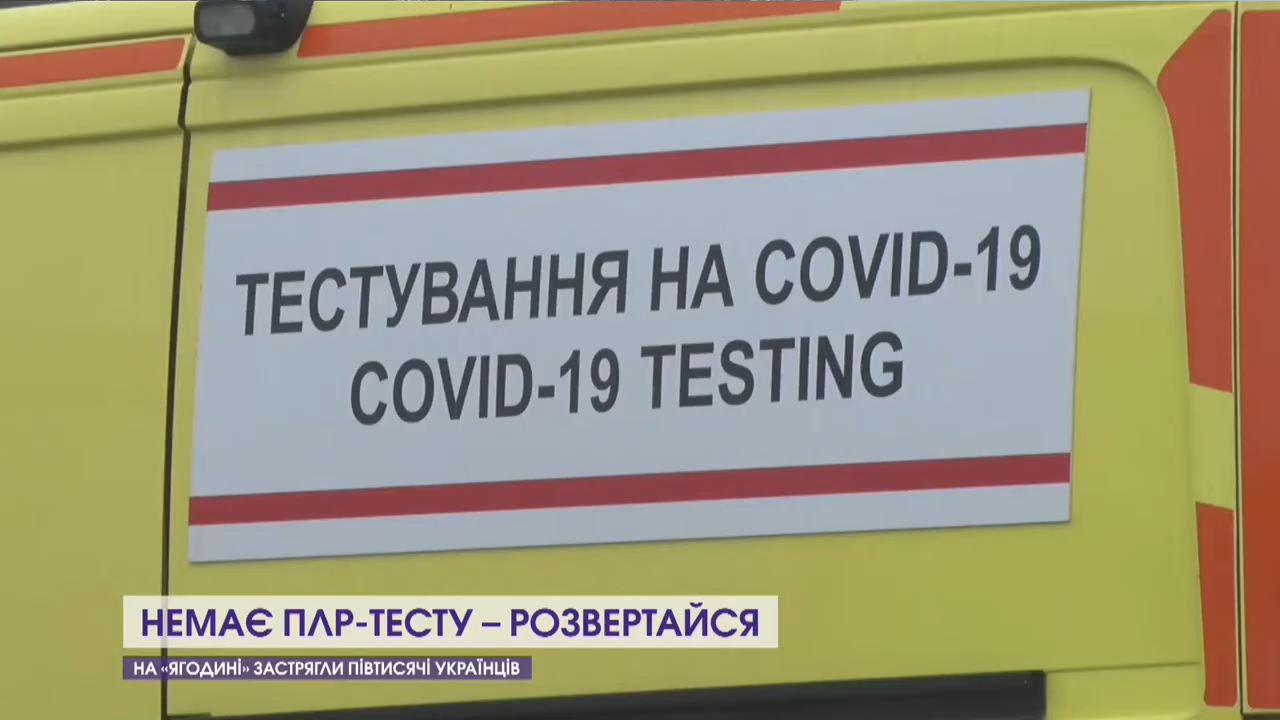 ТЕСТУВАННЯ НА COVID-19
COVID-19 TESTING
НЕМАЄ ПЛР-ТЕСТУ – РОЗВЕРТАЙСЯ
НА «ЯГОДИНІ» ЗАСТРЯГЛИ ПІВТИСЯЧІ УКРАЇНЦІВ